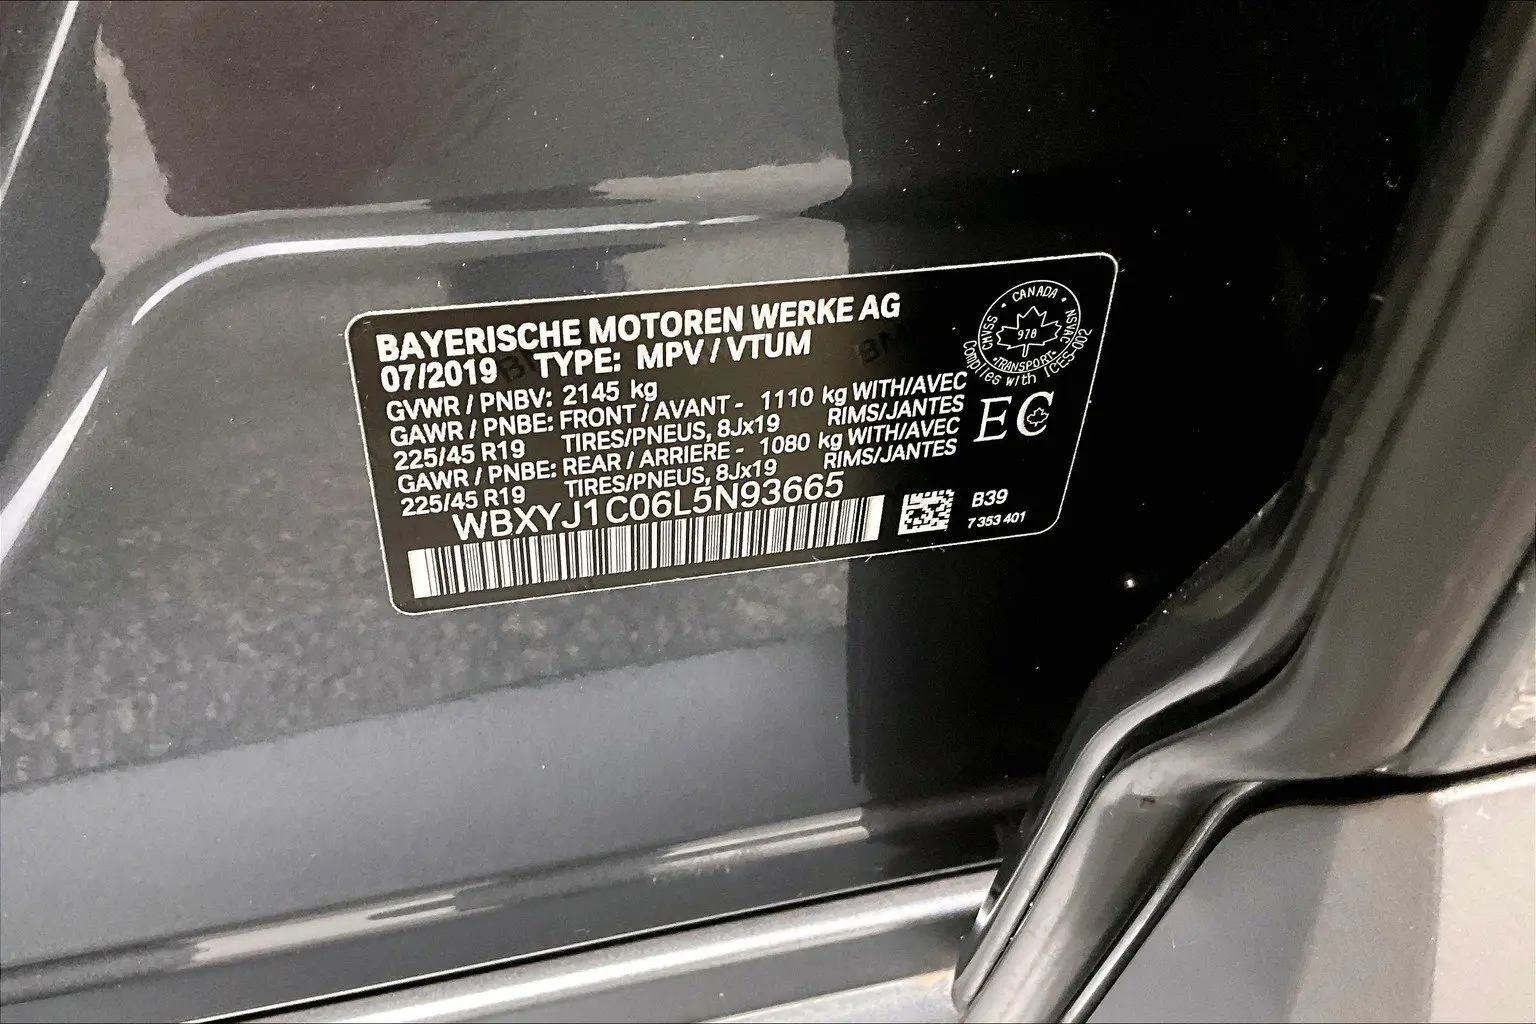 BAYERISCHE MOTOREN WERKE AG
07/2019 TYPE: MPV / VTUM
GVWR / PNBV: 2145 kg
GAWR / PNBE: FRONT / AVANT - 1110 kg WITH/AVEC
225/45 R19 TIRES/PNEUS, 8Jx19 RIMS/JANTES
GAWR / PNBE: REAR / ARRIERE - 1080 kg WITH/AVEC
225/45 R19 TIRES/PNEUS, 8Jx19 RIMS/JANTES
WBXYJ1C06L5N93665
CANADA
CMVSS 978 NSVAC
TRANSPORT
Complies with ICES-002
EC
B39
7 353 401